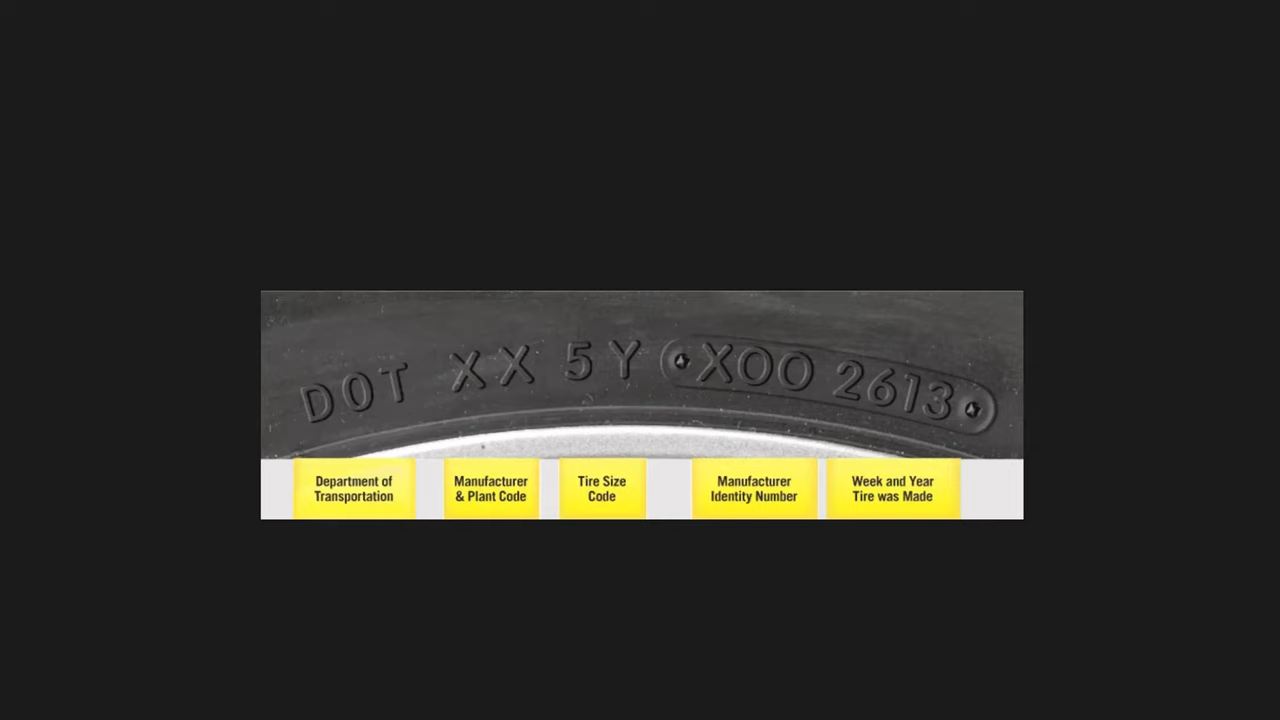 DOT XX 5Y XOO 2613
Department of
Transportation
Manufacturer
& Plant Code
Tire Size
Code
Manufacturer
Identity Number
Week and Year
Tire was Made